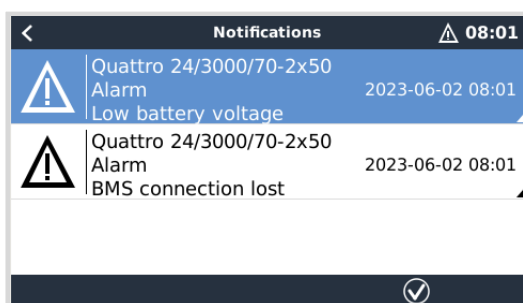 Notifications
08:01
Quattro 24/3000/70-2x50
Alarm
2023-06-02 08:01
Low battery voltage
Quattro 24/3000/70-2x50
Alarm
2023-06-02 08:01
BMS connection lost